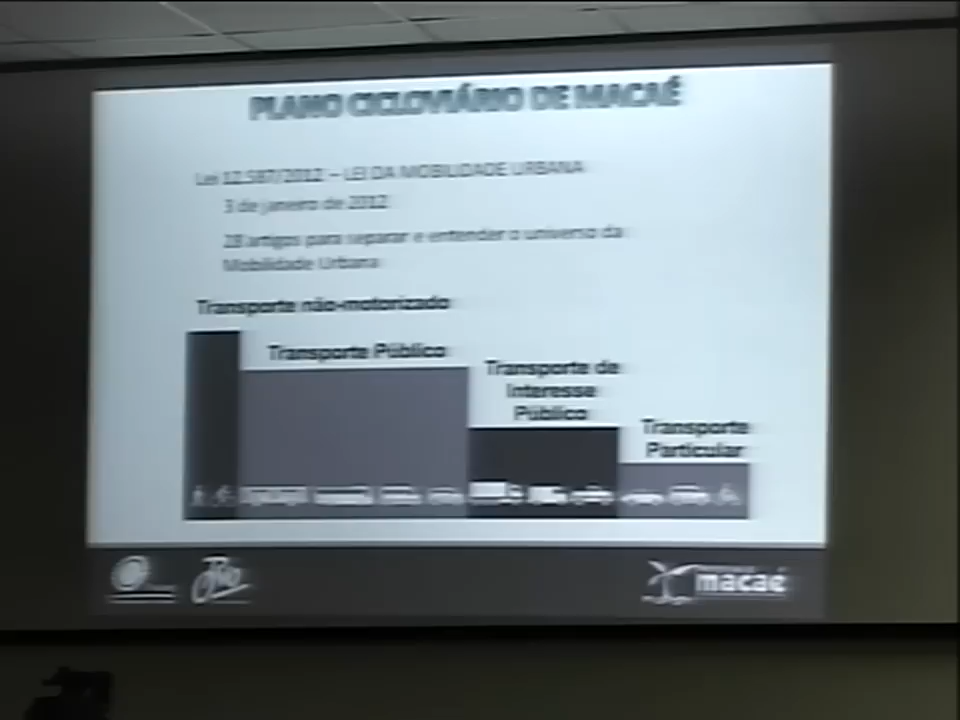 PLANO CICLOVIÁRIO DE MACAÉ
Lei 12.587/2012 – LEI DA MOBILIDADE URBANA
3 de janeiro de 2012
28 artigos para separar e entender o universo da
Mobilidade Urbana
Transporte não-motorizado
Transporte Público
Transporte de
Interesse
Público
Transporte
Particular
macaé